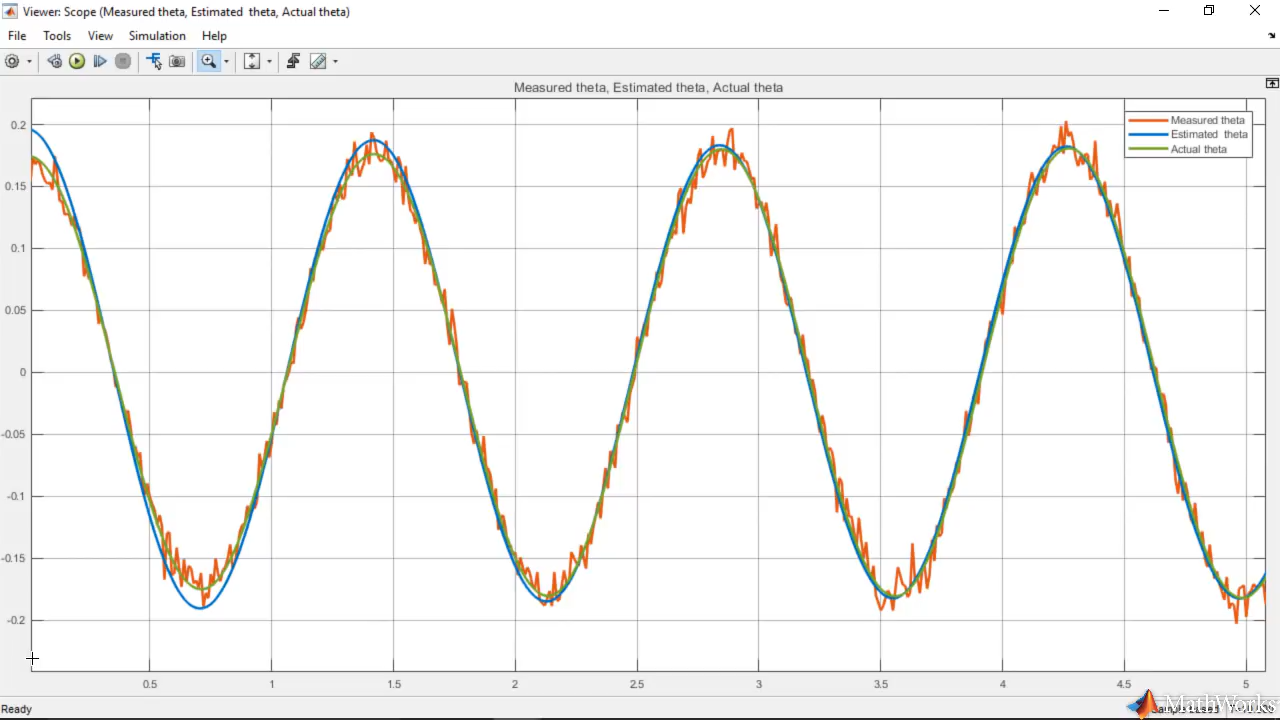 Viewer: Scope (Measured theta, Estimated  theta, Actual theta)
File Tools View Simulation Help
Measured theta, Estimated theta, Actual theta
Measured theta
Estimated  theta
Actual theta
0.2
0.15
0.1
0.05
0
-0.05
-0.1
-0.15
-0.2
0.5 1 1.5 2 2.5 3 3.5 4 4.5 5
Ready
MathWorks